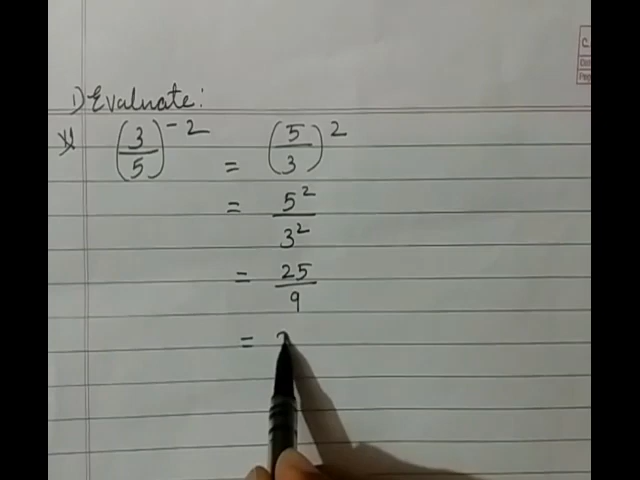 1) Evaluate:
(3/5)^-2 = (5/3)^2
= 5^2/3^2
= 25/9
=